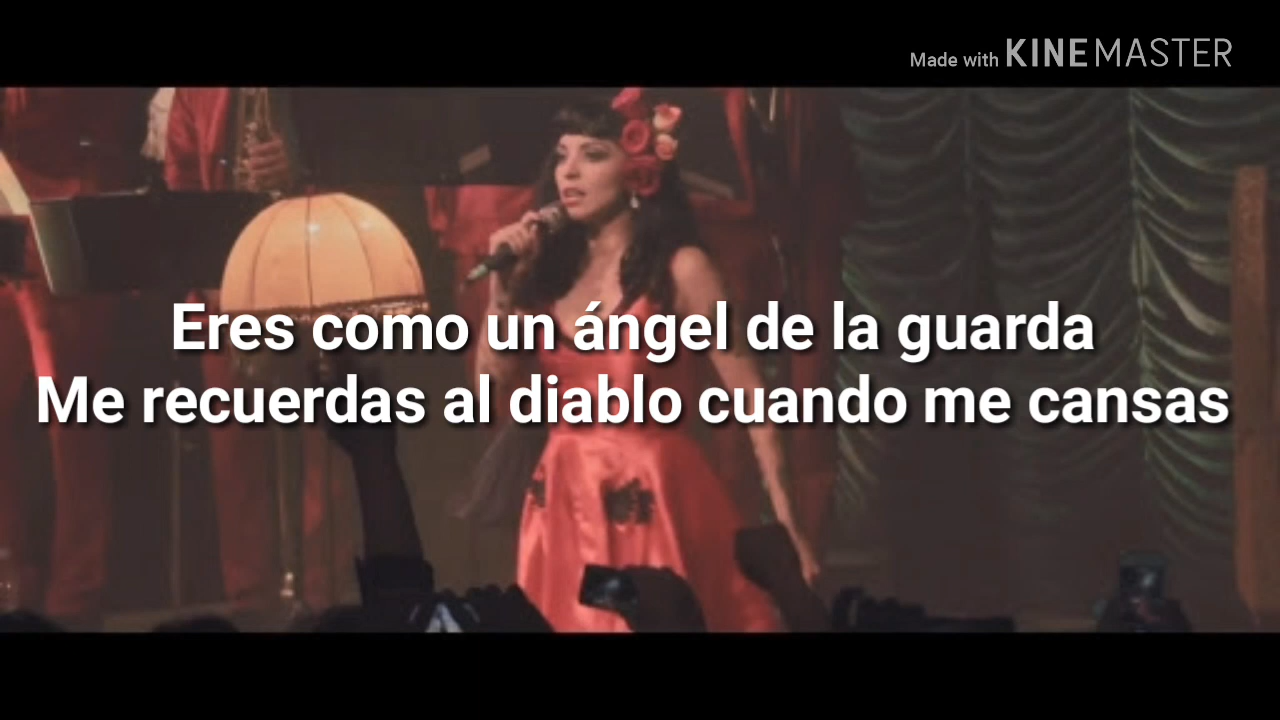 Made with KINEMASTER
Eres como un ángel de la guarda
Me recuerdas al diablo cuando me cansas